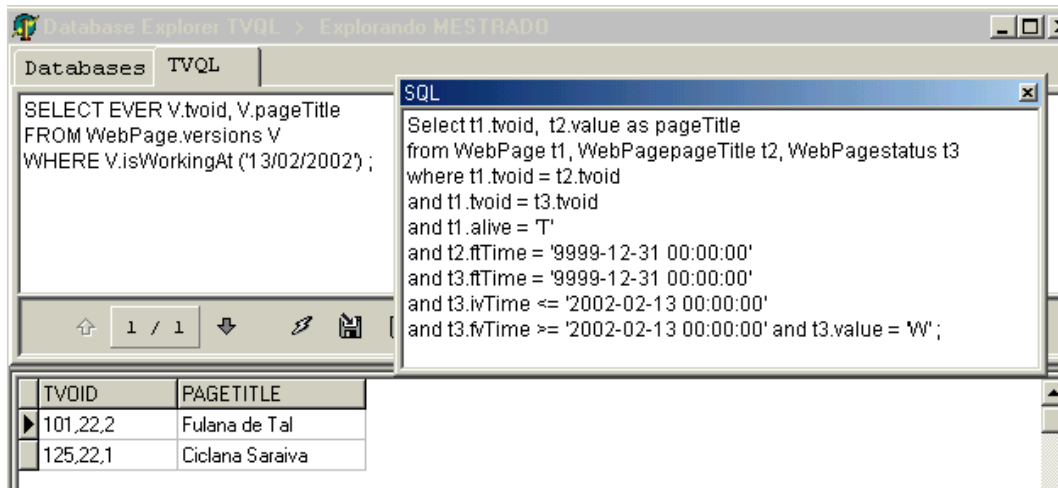 Database Explorer TVQL > Explorando MESTRADO
Databases TVQL
SELECT EVER V.tvoid, V.pageTitle
FROM WebPage.versions V
WHERE V.isWorkingAt ('13/02/2002') ;
SQL
Select t1.tvoid, t2.value as pageTitle
from WebPage t1, WebPagepageTitle t2, WebPagestatus t3
where t1.tvoid = t2.tvoid
and t1.tvoid = t3.tvoid
and t1.alive = 'T'
and t2.ftTime = '9999-12-31 00:00:00'
and t3.ftTime = '9999-12-31 00:00:00'
and t3.ivTime <= '2002-02-13 00:00:00'
and t3.fvTime >= '2002-02-13 00:00:00' and t3.value = 'W' ;
1 / 1
TVOID PAGETITLE
101,22,2 Fulana de Tal
125,22,1 Ciclana Saraiva